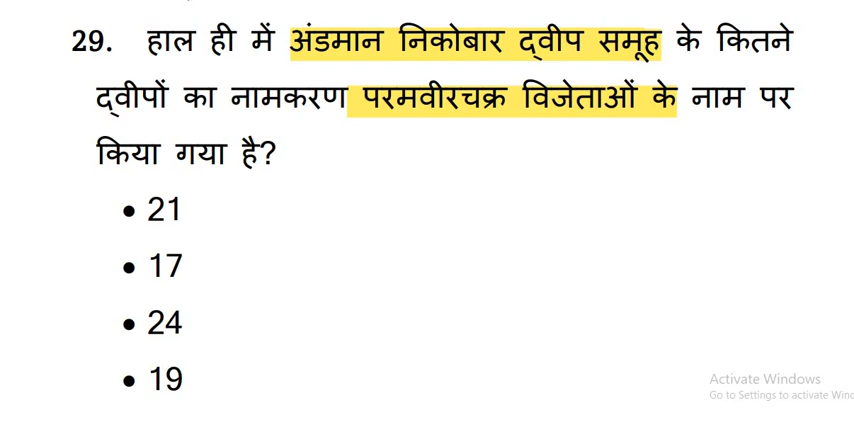 29. हाल ही में अंडमान निकोबार द्वीप समूह के कितने
द्वीपों का नामकरण परमवीरचक्र विजेताओं के नाम पर
किया गया है?
• 21
• 17
• 24
• 19
Activate Windows
Go to Settings to activate Winc